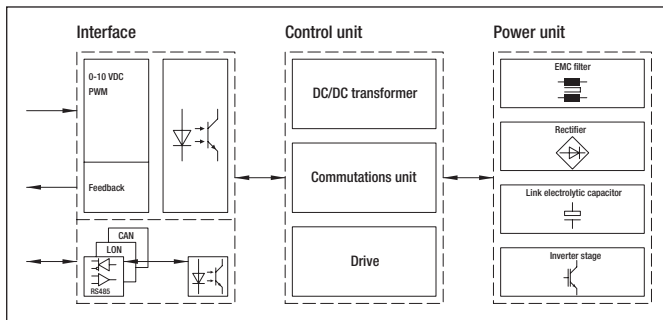 Interface
Control unit
Power unit
0-10 VDC
PWM
Feedback
CAN
LON
RS485
DC/DC transformer
Commutations unit
Drive
EMC filter
Rectifier
Link electrolytic capacitor
Inverter stage